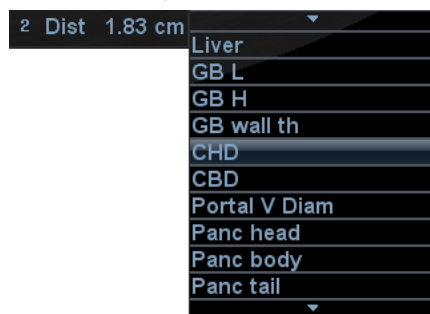 2 Dist 1.83 cm
Liver
GB L
GB H
GB wall th
CHD
CBD
Portal V Diam
Panc head
Panc body
Panc tail